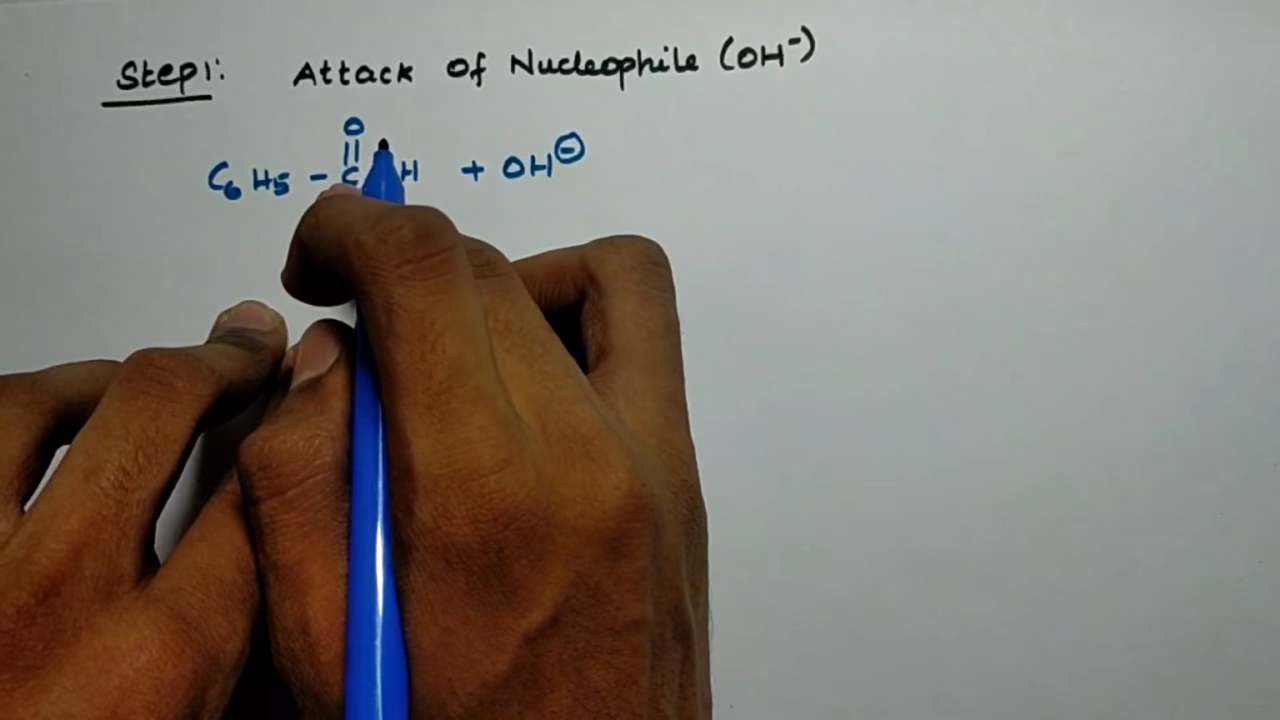 Step1: Attack of Nucleophile (OH⁻)
O
||
C₆H₅ - C H + OH⊖